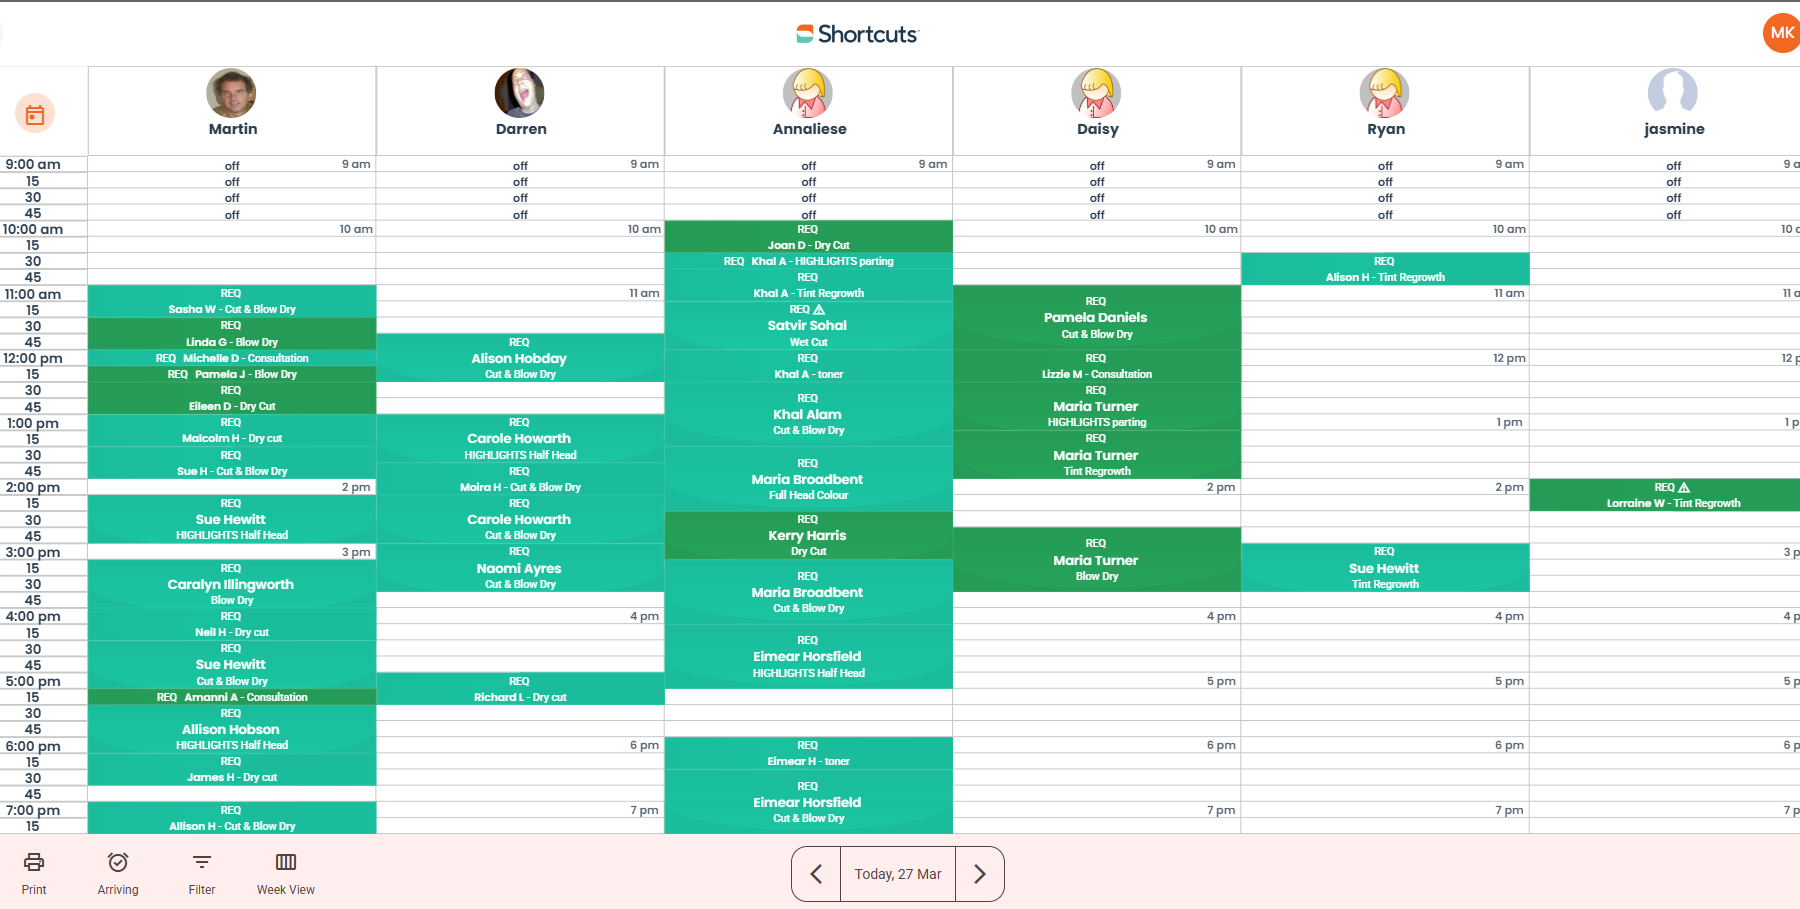 Shortcuts
MK
Martin
Darren
Annaliese
Daisy
Ryan
jasmine
9:00 am off 9 am off 9 am off 9 am off 9 am off 9 am off 9 a
15 off off off off off off
30 off off off off off off
45 off off off off off off
10:00 am 10 am 10 am REQ 10 am 10 am 10 a
15 Joan D - Dry Cut
30 REQ Khal A - HIGHLIGHTS parting REQ
45 REQ Alison H - Tint Regrowth
11:00 am REQ 11 am Khal A - Tint Regrowth REQ 11 am 11 a
15 Sasha W - Cut & Blow Dry REQ Pamela Daniels
30 REQ Satvir Sohal Cut & Blow Dry
45 Linda G - Blow Dry REQ Wet Cut
12:00 pm REQ Michelle D - Consultation Alison Hobday REQ REQ 12 pm 12 p
15 REQ Pamela J - Blow Dry Cut & Blow Dry Khal A - toner Lizzie M - Consultation
30 REQ REQ REQ
45 Eileen D - Dry Cut Khal Alam Maria Turner
1:00 pm REQ REQ Cut & Blow Dry HIGHLIGHTS parting 1 pm 1 p
15 Malcolm H - Dry cut Carole Howarth REQ
30 REQ HIGHLIGHTS Half Head REQ Maria Turner
45 Sue H - Cut & Blow Dry REQ Maria Broadbent Tint Regrowth
2:00 pm 2 pm Moira H - Cut & Blow Dry Full Head Colour 2 pm 2 pm REQ
15 REQ REQ Lorraine W - Tint Regrowth
30 Sue Hewitt Carole Howarth REQ
45 HIGHLIGHTS Half Head Cut & Blow Dry Kerry Harris REQ
3:00 pm 3 pm REQ Dry Cut Maria Turner REQ 3 p
15 REQ Naomi Ayres REQ Blow Dry Sue Hewitt
30 Caralyn Illingworth Cut & Blow Dry Maria Broadbent Tint Regrowth
45 Blow Dry Cut & Blow Dry
4:00 pm REQ 4 pm 4 pm 4 pm 4 p
15 Neil H - Dry cut REQ
30 REQ Eimear Horsfield
45 Sue Hewitt HIGHLIGHTS Half Head
5:00 pm Cut & Blow Dry REQ 5 pm 5 pm 5 p
15 REQ Amanni A - Consultation Richard L - Dry cut
30 REQ
45 Allison Hobson
6:00 pm HIGHLIGHTS Half Head 6 pm REQ 6 pm 6 pm 6 p
15 REQ Eimear H - toner
30 James H - Dry cut REQ
45 Eimear Horsfield
7:00 pm REQ 7 pm Cut & Blow Dry 7 pm 7 pm 7 p
15 Allison H - Cut & Blow Dry
Print
Arriving
Filter
Week View
Today, 27 Mar